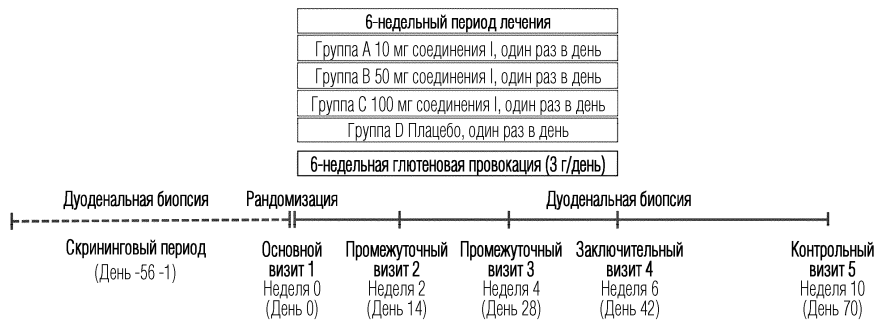 6-недельный период лечения
Группа A 10 мг соединения I, один раз в день
Группа B 50 мг соединения I, один раз в день
Группа C 100 мг соединения I, один раз в день
Группа D Плацебо, один раз в день
6-недельная глютеновая провокация (3 г/день)
Дуоденальная биопсия Рандомизация Дуоденальная биопсия
Скрининговый период
(День -56 -1)
Основной
визит 1
Неделя 0
(День 0)
Промежуточный
визит 2
Неделя 2
(День 14)
Промежуточный
визит 3
Неделя 4
(День 28)
Заключительный
визит 4
Неделя 6
(День 42)
Контрольный
визит 5
Неделя 10
(День 70)